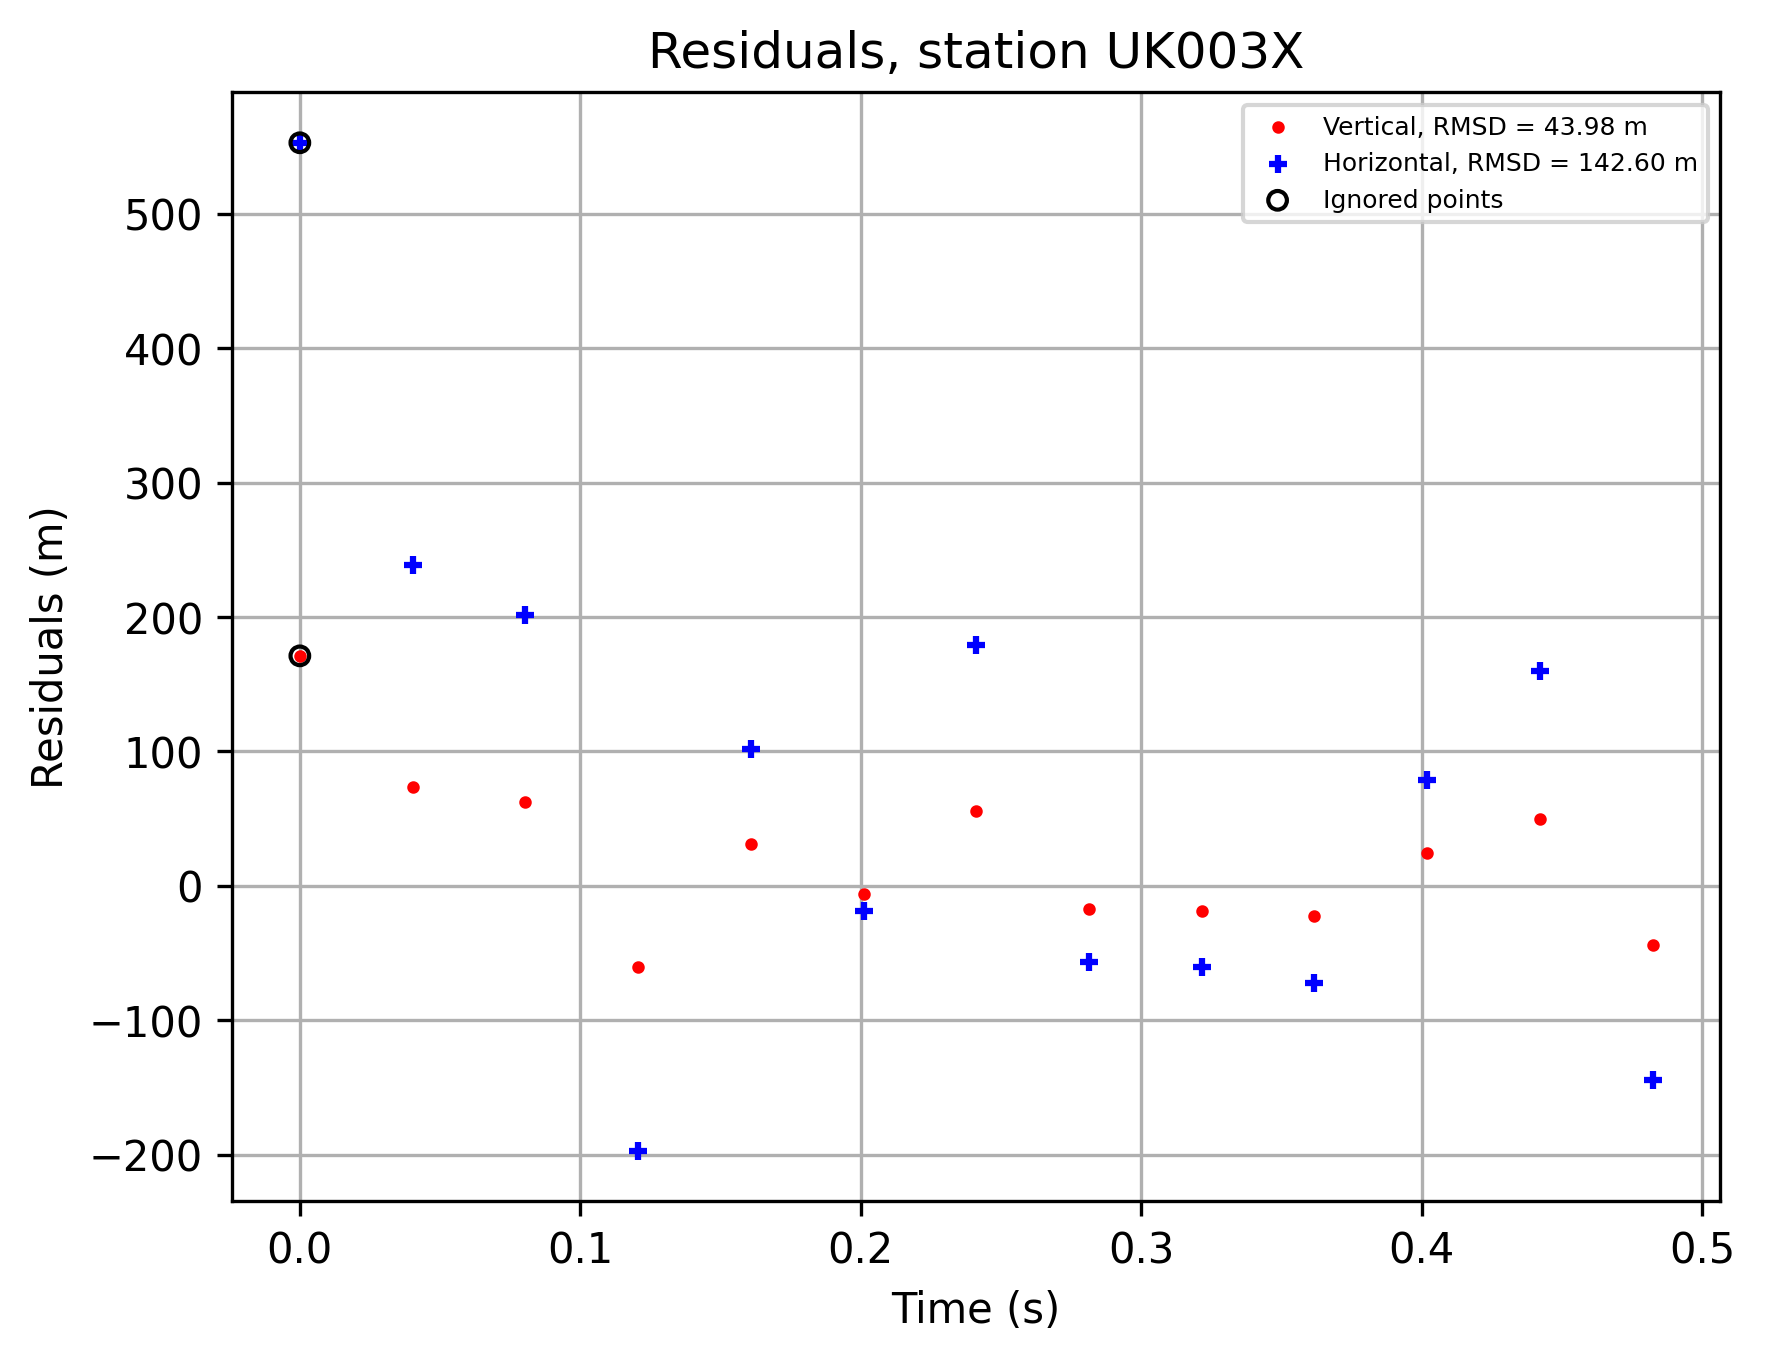 Residuals, station UK003X
Vertical, RMSD = 43.98 m
Horizontal, RMSD = 142.60 m
Ignored points
500
400
300
200
100
0
−100
−200
Residuals (m)
0.0 0.1 0.2 0.3 0.4 0.5
Time (s)